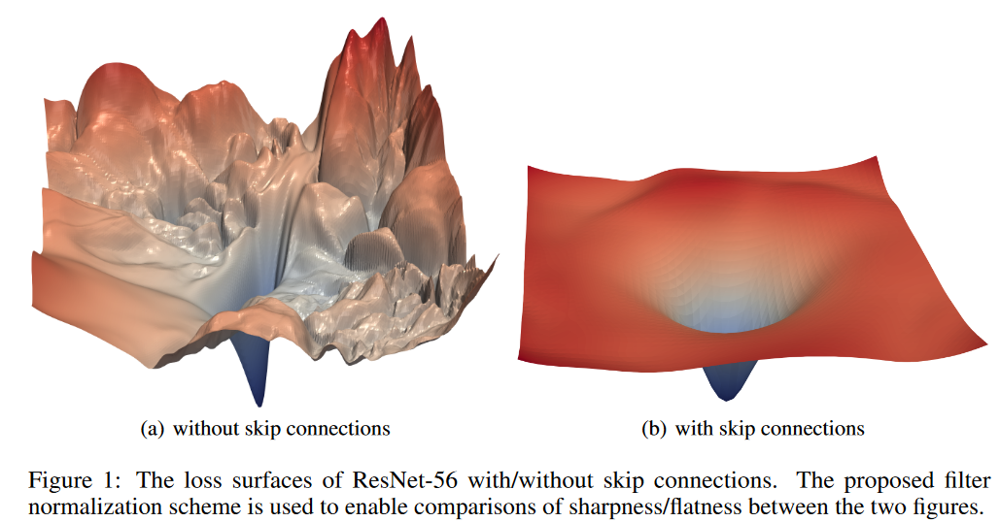 (a) without skip connections
(b) with skip connections
Figure 1: The loss surfaces of ResNet-56 with/without skip connections. The proposed filter
normalization scheme is used to enable comparisons of sharpness/flatness between the two figures.